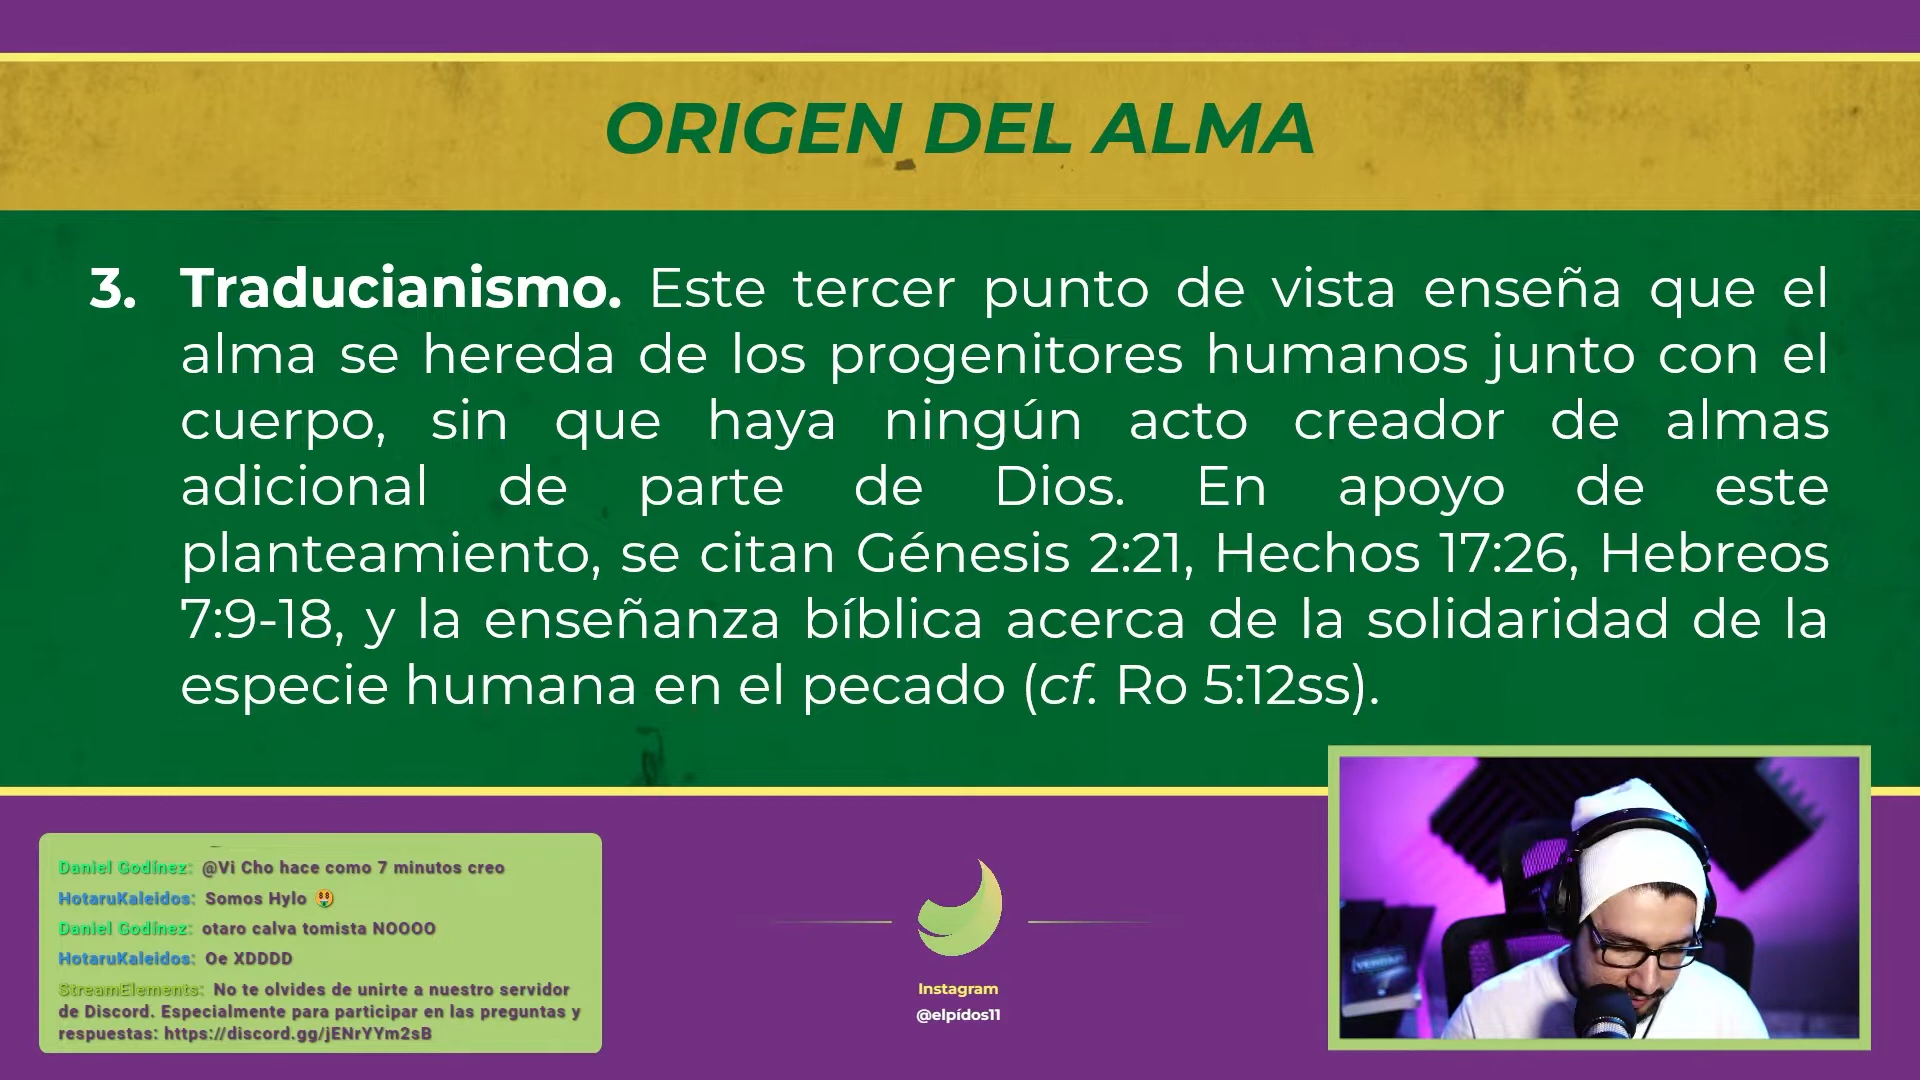 ORIGEN DEL ALMA
3. Traducianismo. Este tercer punto de vista enseña que el
alma se hereda de los progenitores humanos junto con el
cuerpo, sin que haya ningún acto creador de almas
adicional de parte de Dios. En apoyo de este
planteamiento, se citan Génesis 2:21, Hechos 17:26, Hebreos
7:9-18, y la enseñanza bíblica acerca de la solidaridad de la
especie humana en el pecado (cf. Ro 5:12ss).
Daniel Godínez: @Vi Cho hace como 7 minutos creo
HotaruKaleidos: Somos Hylo 🤑
Daniel Godínez: otaro calva tomista NOOOO
HotaruKaleidos: Oe XDDDD
StreamElements: No te olvides de unirte a nuestro servidor
de Discord. Especialmente para participar en las preguntas y
respuestas: https://discord.gg/jENrYYm2sB
Instagram
@elpídos11